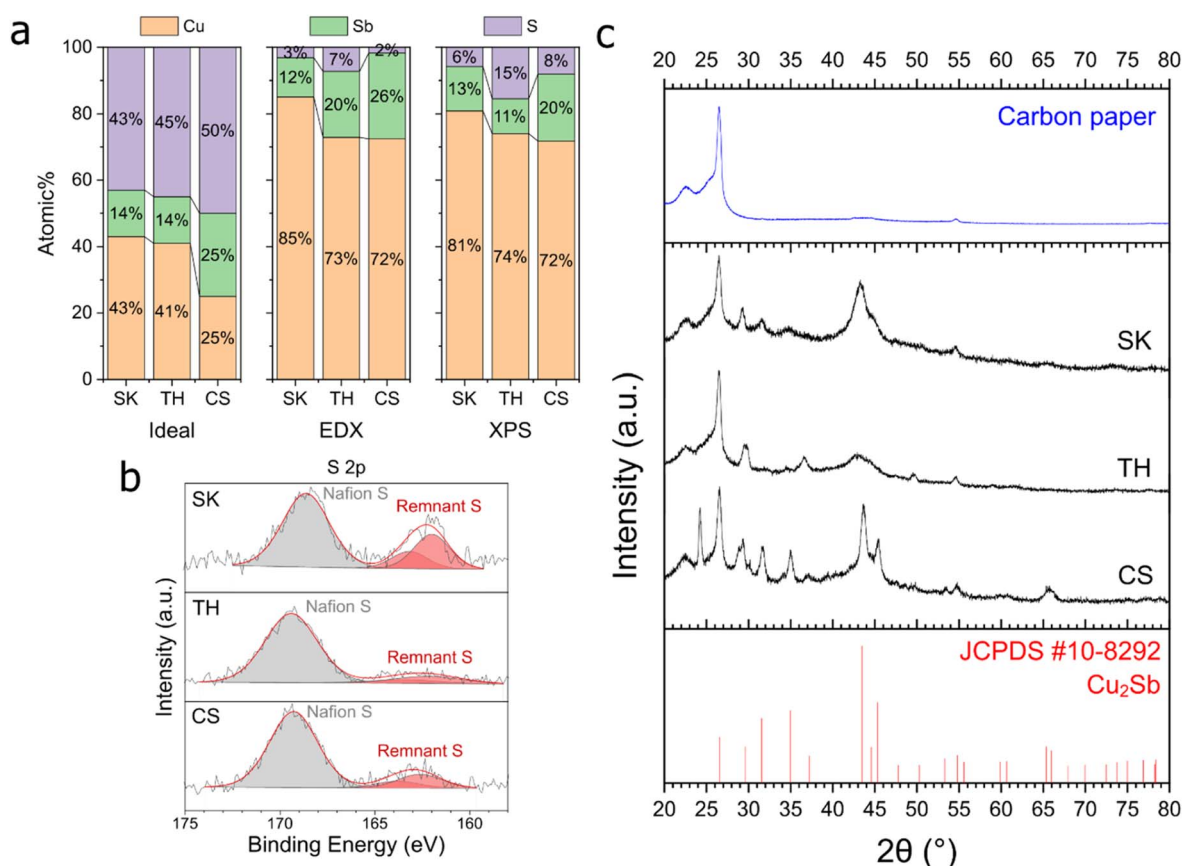 a
Cu Sb S
Atomic%
100
80
60
40
20
0
43% 45% 50%
14% 14% 25%
43% 41% 25%
SK TH CS
Ideal
3% 7% 2%
12% 20% 26%
85% 73% 72%
SK TH CS
EDX
6% 15% 8%
13% 11% 20%
81% 74% 72%
SK TH CS
XPS
b
S 2p
Intensity (a.u.)
SK
Nafion S
Remnant S
TH
Nafion S
Remnant S
CS
Nafion S
Remnant S
175 170 165 160
Binding Energy (eV)
c
20 25 30 35 40 45 50 55 60 65 70 75 80
Carbon paper
Intensity (a.u.)
SK
TH
CS
JCPDS #10-8292
Cu₂Sb
20 25 30 35 40 45 50 55 60 65 70 75 80
2θ (°)